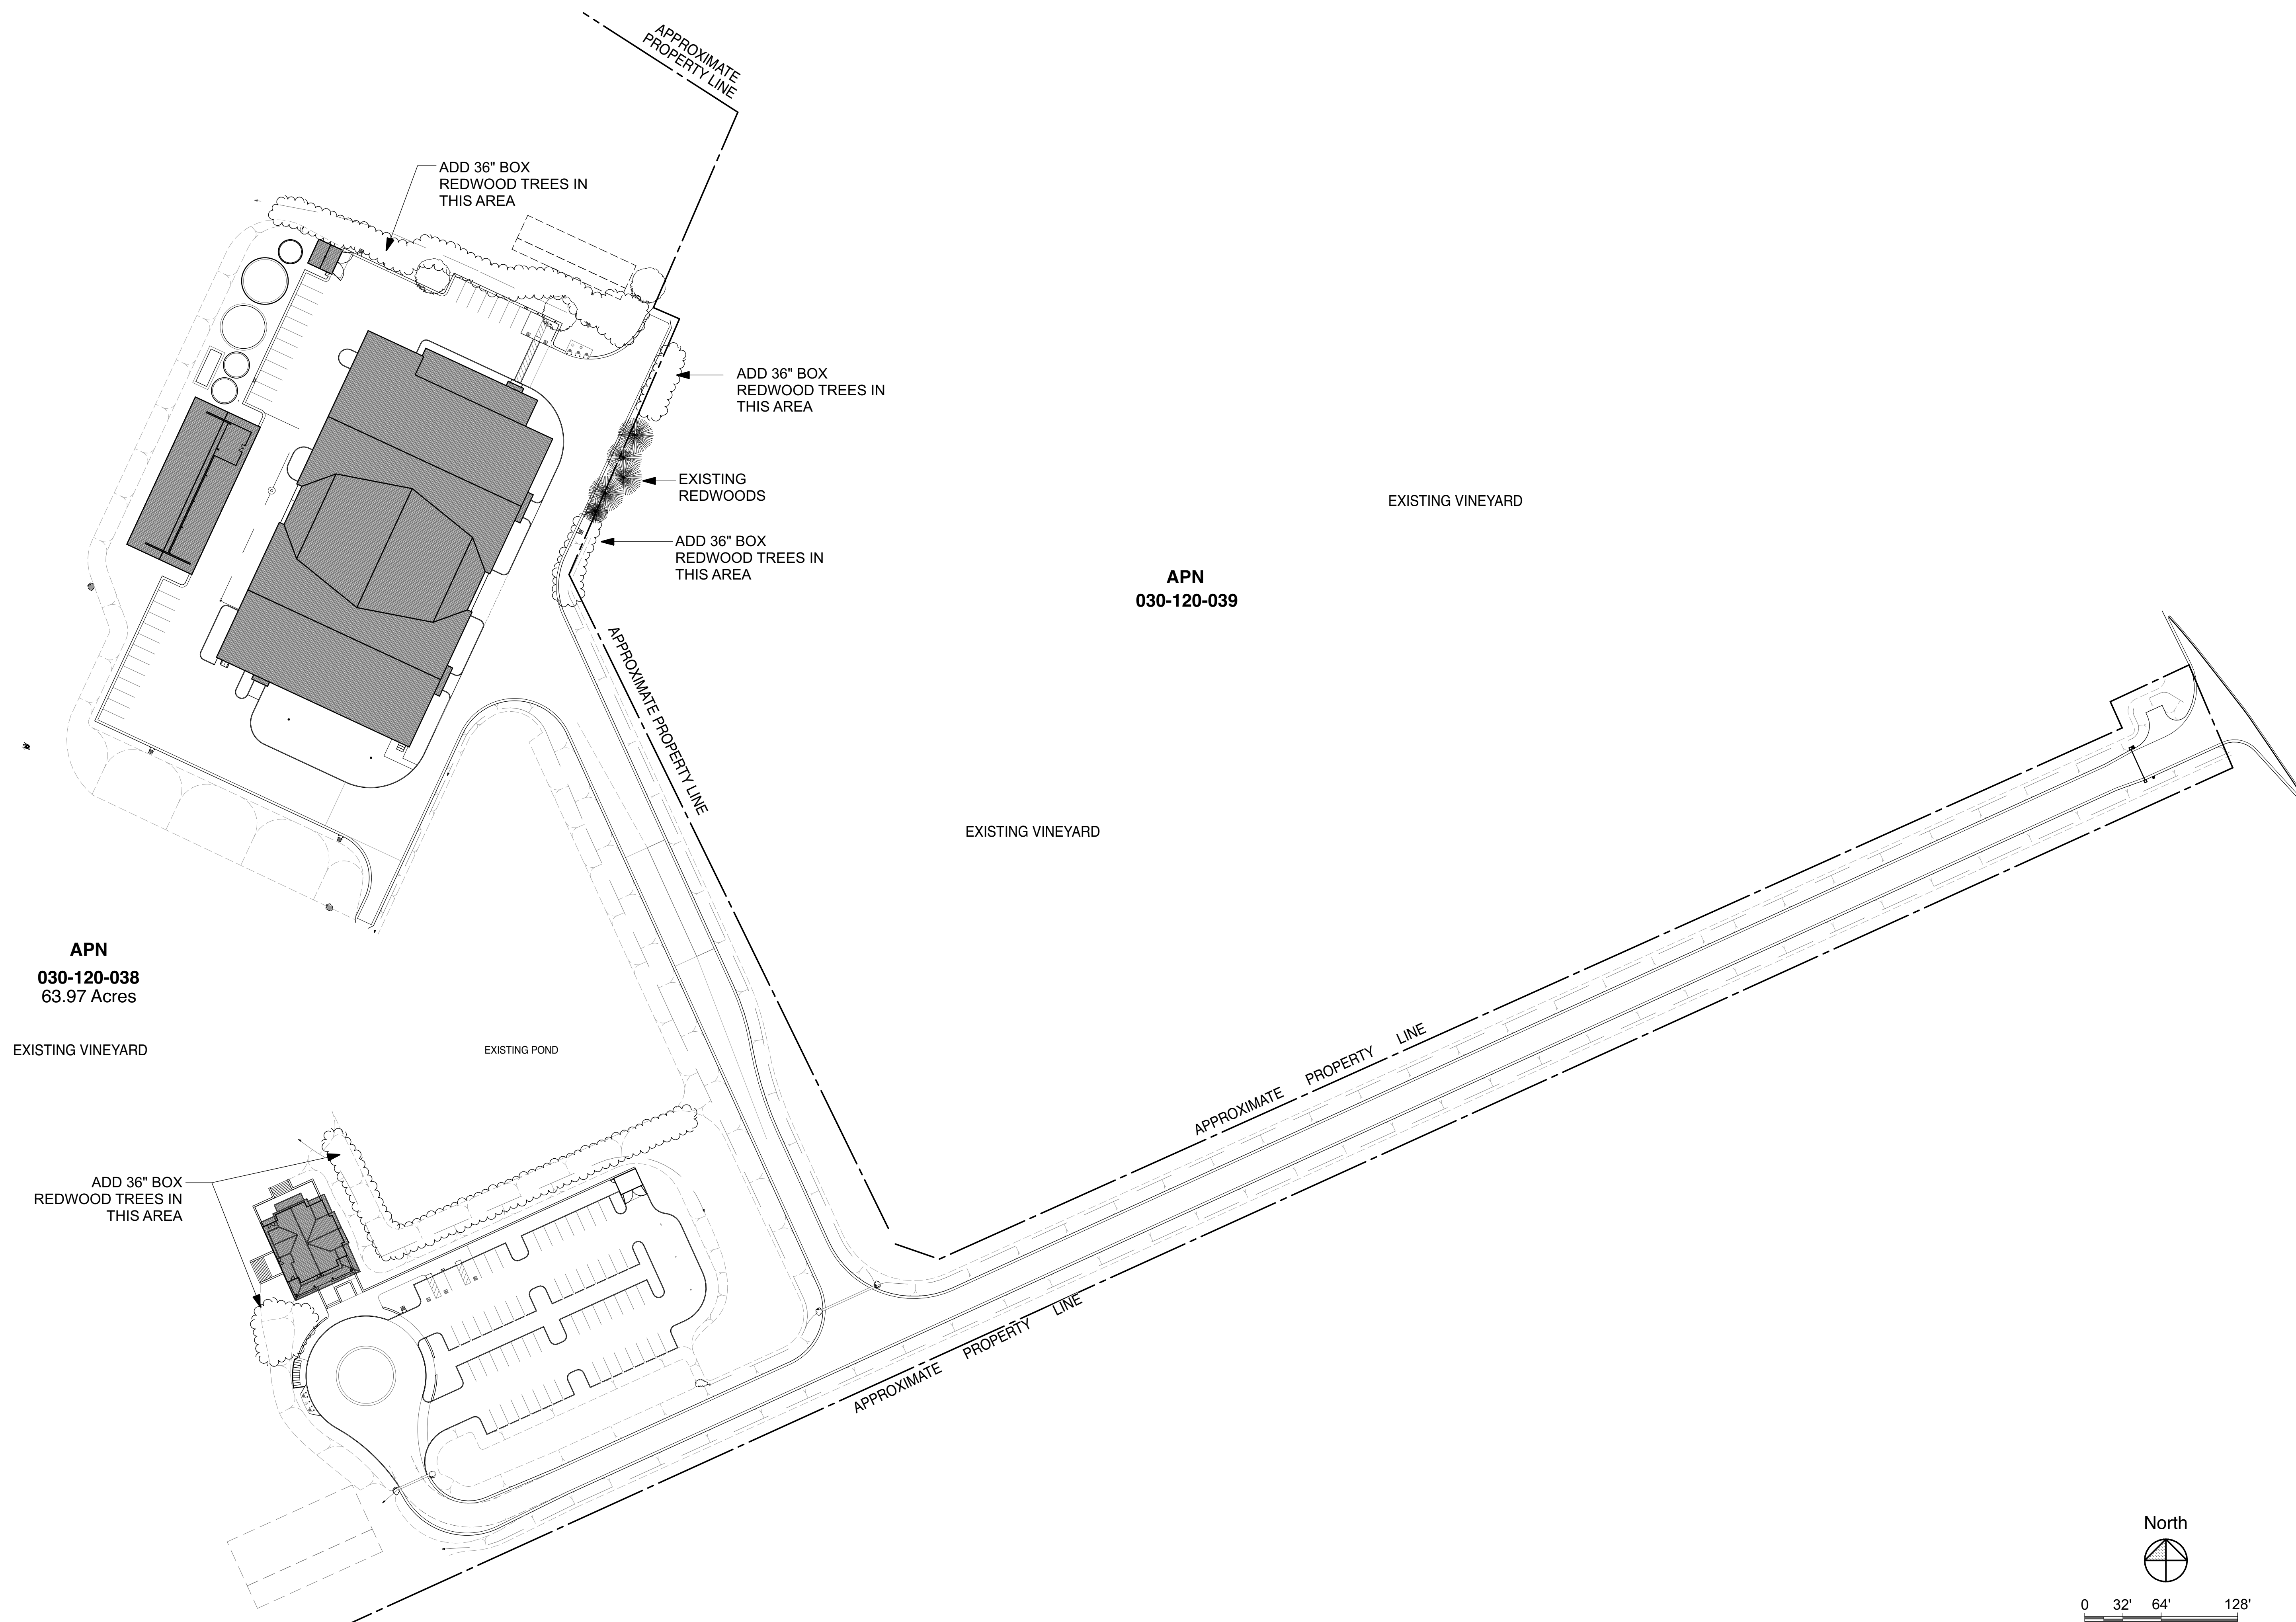 APPROXIMATE
PROPERTY LINE
ADD 36" BOX
REDWOOD TREES IN
THIS AREA
ADD 36" BOX
REDWOOD TREES IN
THIS AREA
EXISTING
REDWOODS
ADD 36" BOX
REDWOOD TREES IN
THIS AREA
EXISTING VINEYARD
APN
030-120-039
APPROXIMATE PROPERTY LINE
EXISTING VINEYARD
APN
030-120-038
63.97 Acres
EXISTING VINEYARD
EXISTING POND
APPROXIMATE PROPERTY LINE
ADD 36" BOX
REDWOOD TREES IN
THIS AREA
APPROXIMATE PROPERTY LINE
North
0 32' 64' 128'